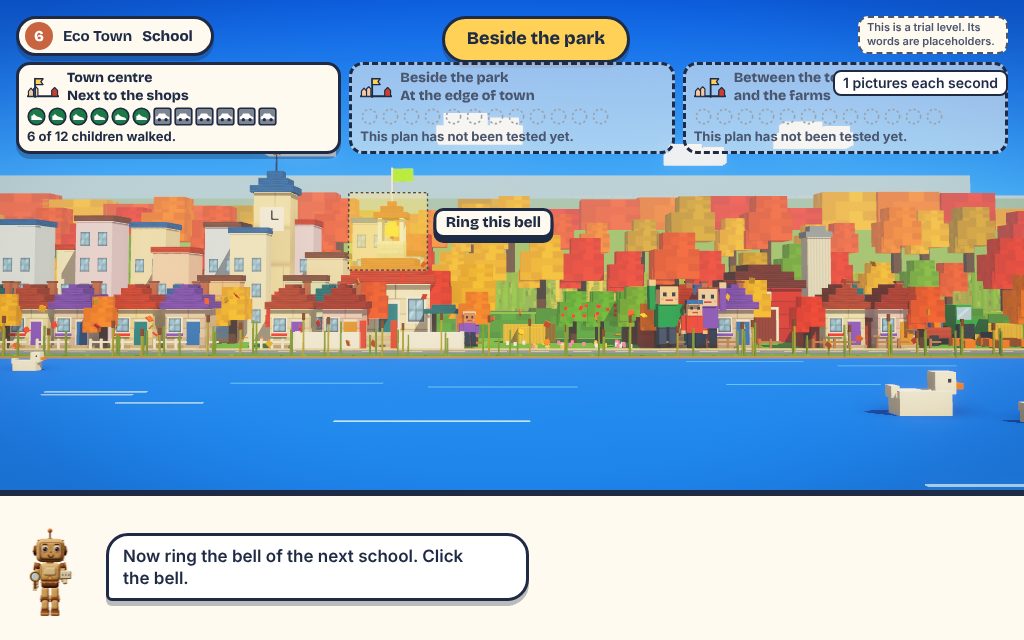 6 Eco Town School
Beside the park
This is a trial level. Its
words are placeholders.
Town centre
Next to the shops
6 of 12 children walked.
Beside the park
At the edge of town
This plan has not been tested yet.
Between the
and the farms
This plan has not been tested yet.
1 pictures each second
Ring this bell
Now ring the bell of the next school. Click
the bell.